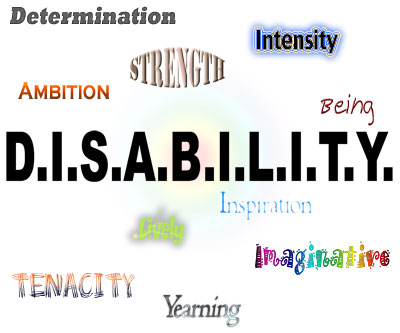 Determination
STRENGTH
Intensity
AMBITION
Being
D.I.S.A.B.I.L.I.T.Y.
Inspiration
.Lively
Imaginative
TENACITY
Yearning